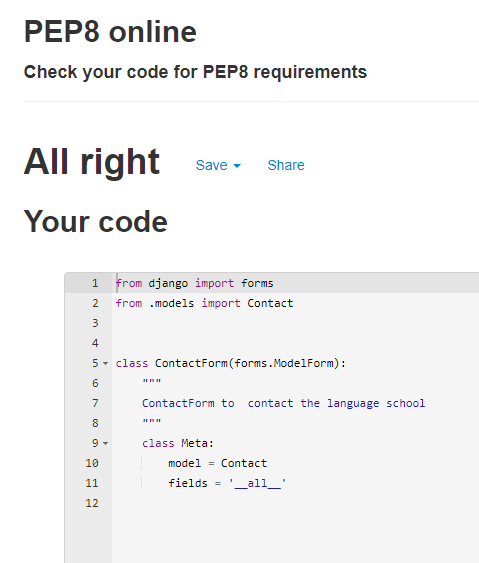 PEP8 online
Check your code for PEP8 requirements
All right Save Share
Your code
1 from django import forms
2 from .models import Contact
3
4
5 class ContactForm(forms.ModelForm):
6     """
7     ContactForm to  contact the language school
8     """
9     class Meta:
10         model = Contact
11         fields = '__all__'
12